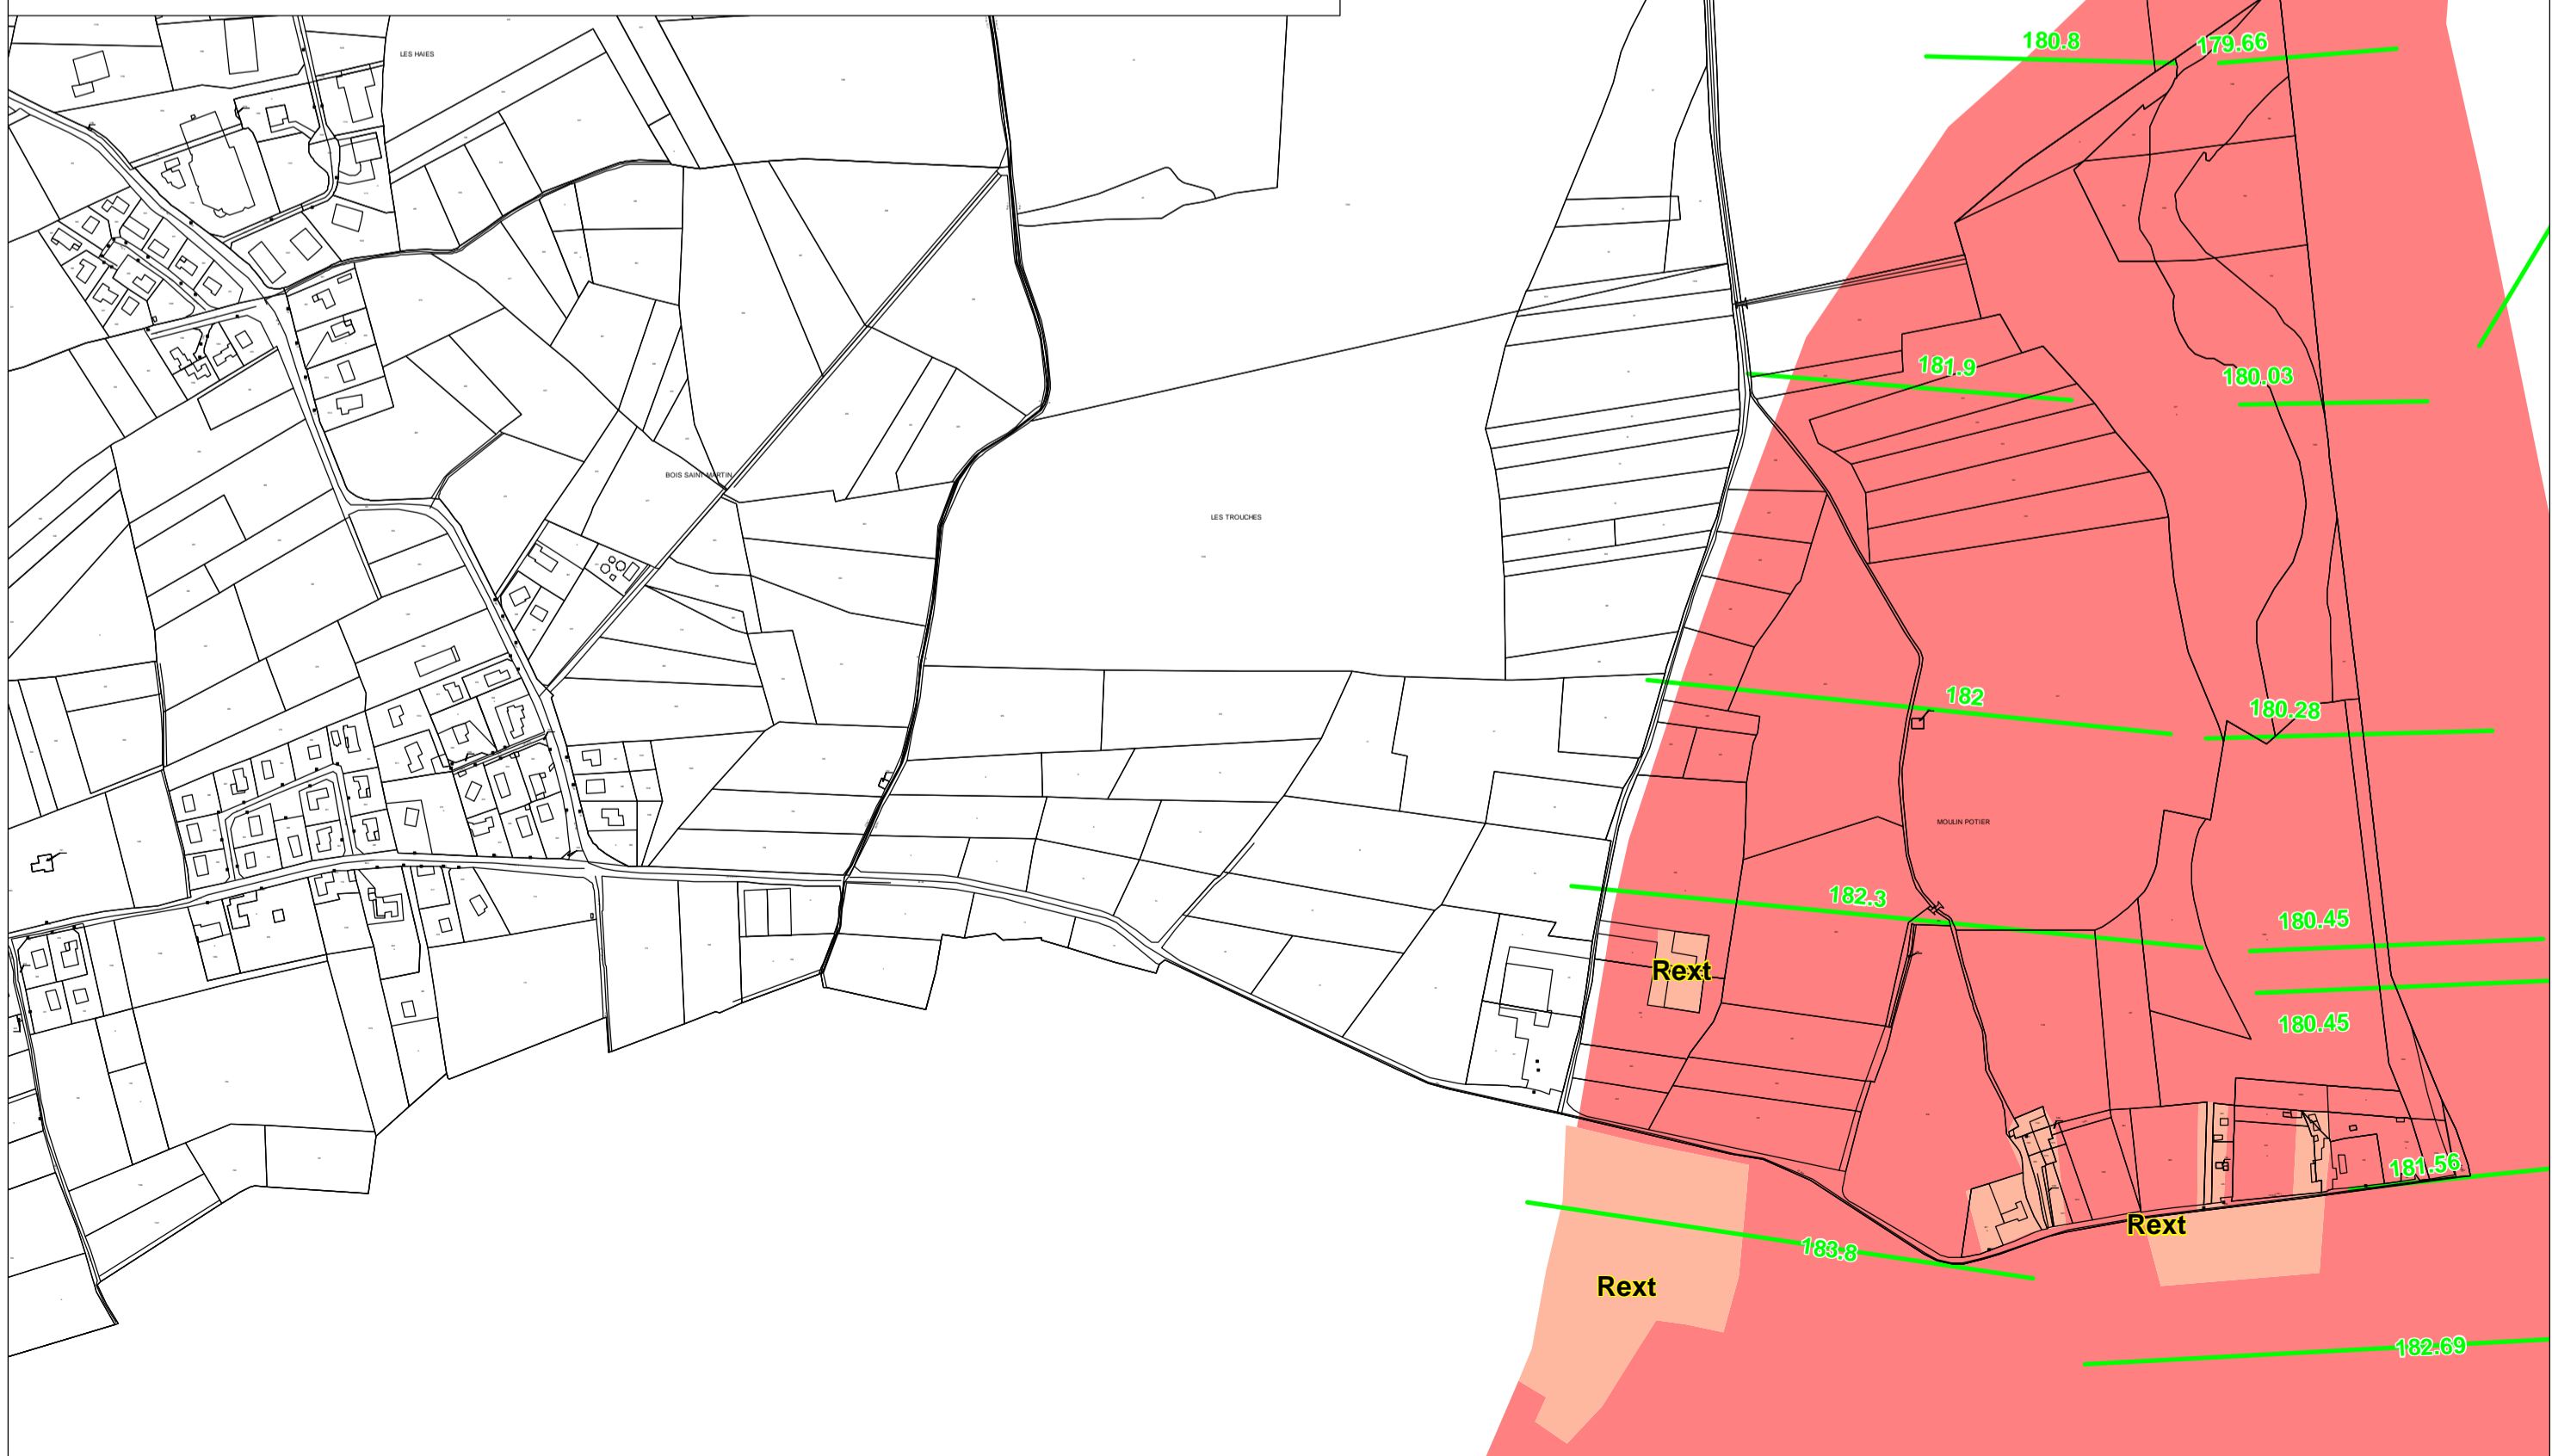 180.8
179.66
LES HAIES
181.9
180.03
BOIS SAINT MARTIN
LES TROUCHES
182
180.28
MOULIN POTIER
182.3
180.45
Rext
180.45
181.56
Rext
183.8
Rext
182.69